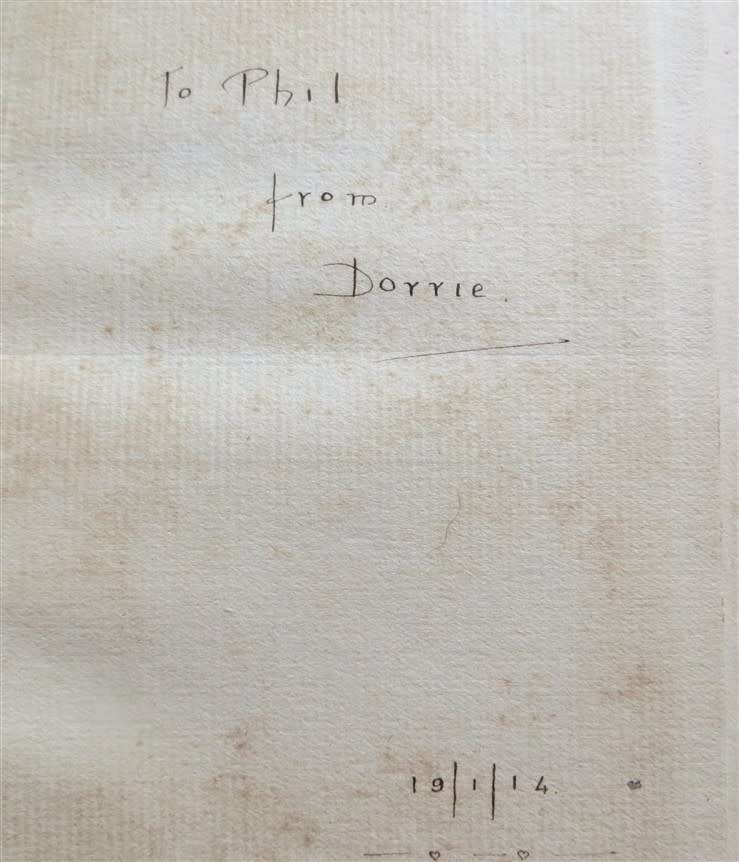 To Phil
from
Dorrie.
19|1|14.